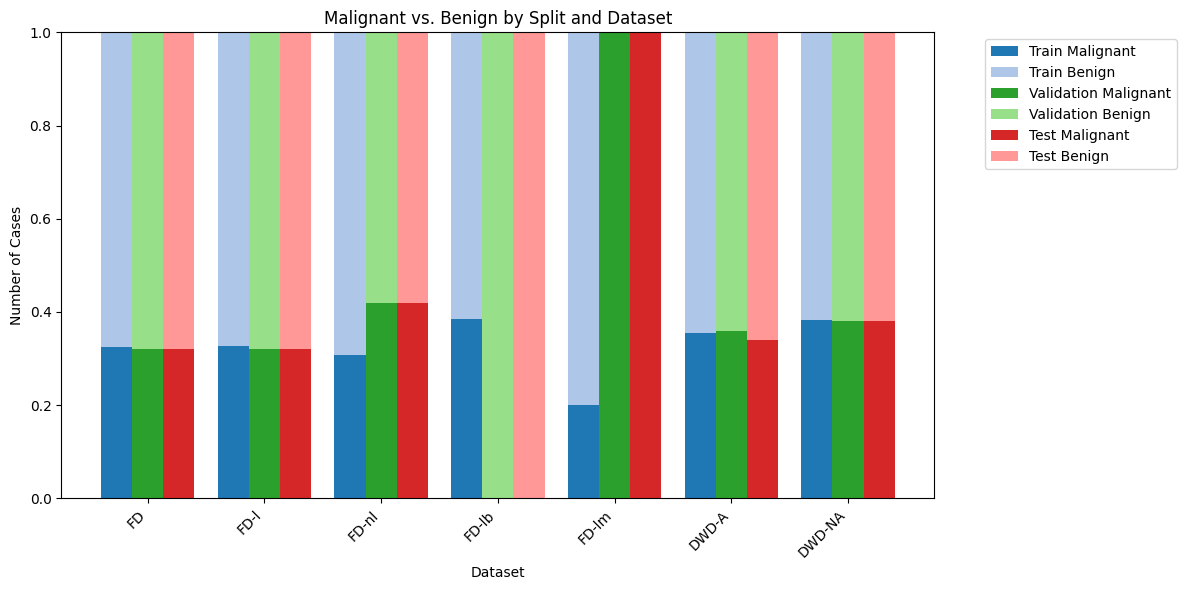 Malignant vs. Benign by Split and Dataset
1.0
0.8
0.6
0.4
0.2
0.0
Number of Cases
FD
FD-l
FD-nl
FD-lb
FD-lm
DWD-A
DWD-NA
Dataset
Train Malignant
Train Benign
Validation Malignant
Validation Benign
Test Malignant
Test Benign